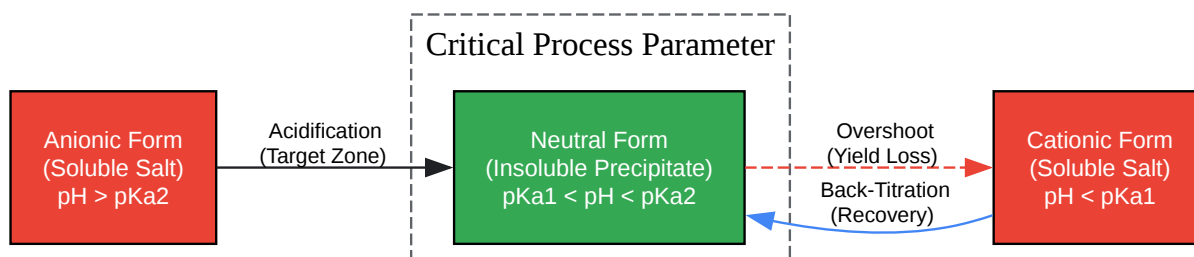 Critical Process Parameter
Anionic Form
(Soluble Salt)
pH > pKa2
Acidification
(Target Zone)
Neutral Form
(Insoluble Precipitate)
pKa1 < pH < pKa2
Overshoot
(Yield Loss)
Back-Titration
(Recovery)
Cationic Form
(Soluble Salt)
pH < pKa1